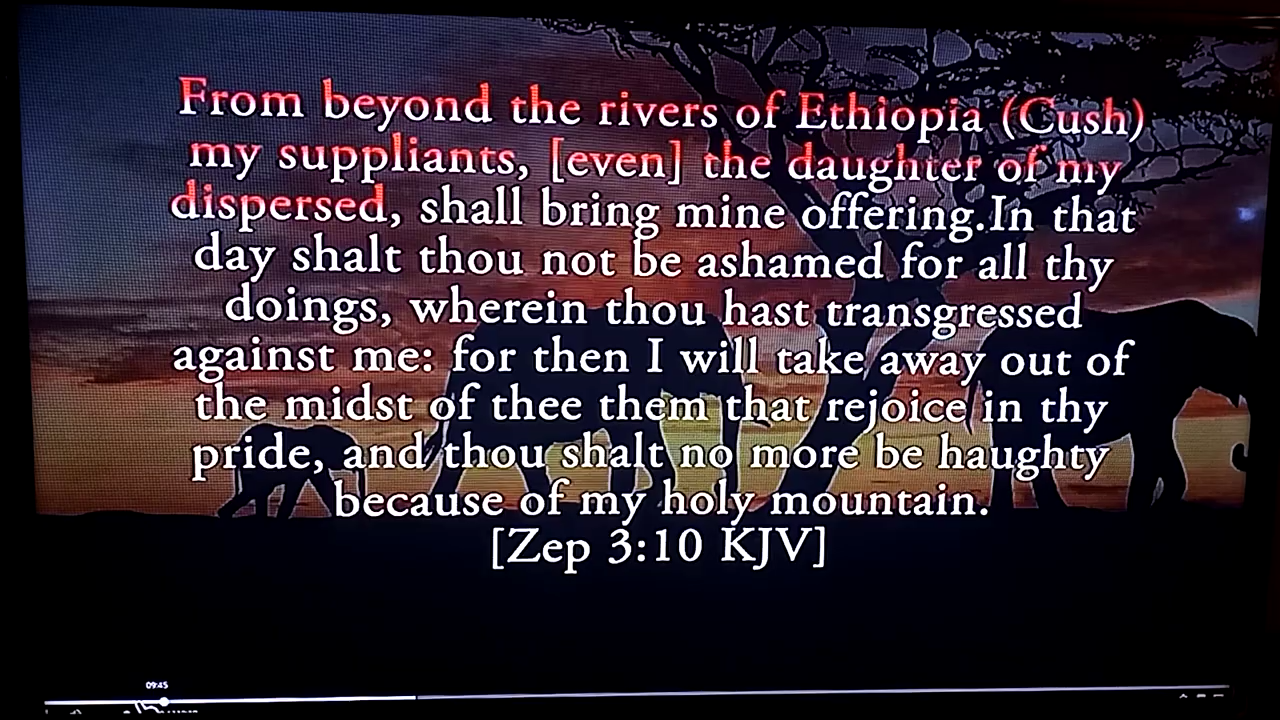 From beyond the rivers of Ethiopia (Cush)
my suppliants, [even] the daughter of my
dispersed, shall bring mine offering.In that
day shalt thou not be ashamed for all thy
doings, wherein thou hast transgressed
against me: for then I will take away out of
the midst of thee them that rejoice in thy
pride, and thou shalt no more be haughty
because of my holy mountain.
[Zep 3:10 KJV]
09:45